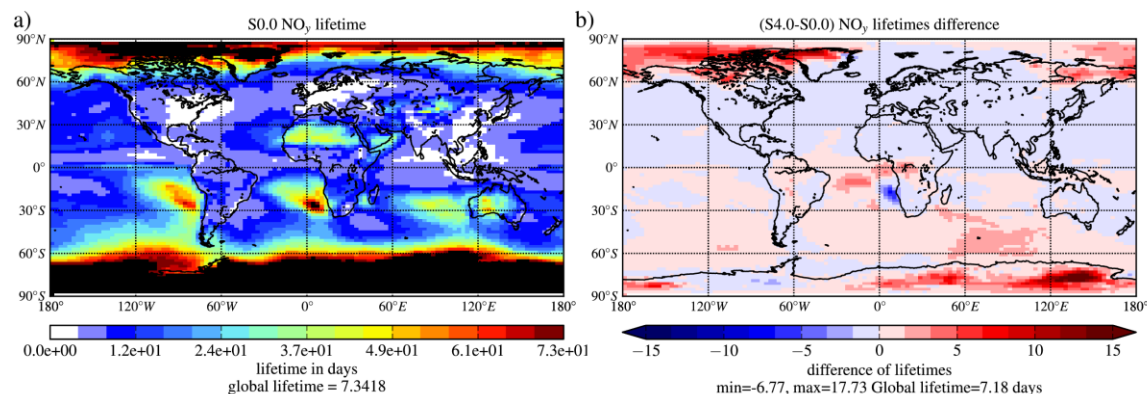 a)
S0.0 NOy lifetime
90°N
60°N
30°N
0°
30°S
60°S
90°S
180° 120°W 60°W 0° 60°E 120°E 180°
0.0e+00 1.2e+01 2.4e+01 3.7e+01 4.9e+01 6.1e+01 7.3e+01
lifetime in days
global lifetime = 7.3418
b)
(S4.0-S0.0) NOy lifetimes difference
90°N
60°N
30°N
0°
30°S
60°S
90°S
180° 120°W 60°W 0° 60°E 120°E 180°
−15 −10 −5 0 5 10 15
difference of lifetimes
min=-6.77, max=17.73 Global lifetime=7.18 days